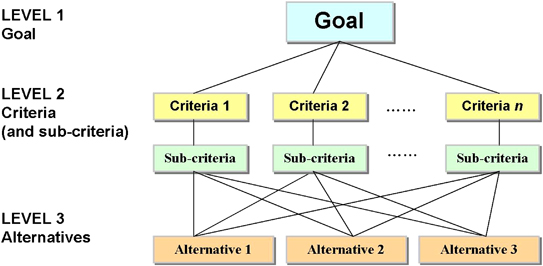 LEVEL 1
Goal
Goal
LEVEL 2
Criteria
(and sub-criteria)
Criteria 1
Criteria 2
......
Criteria n
Sub-criteria
Sub-criteria
......
Sub-criteria
LEVEL 3
Alternatives
Alternative 1
Alternative 2
Alternative 3